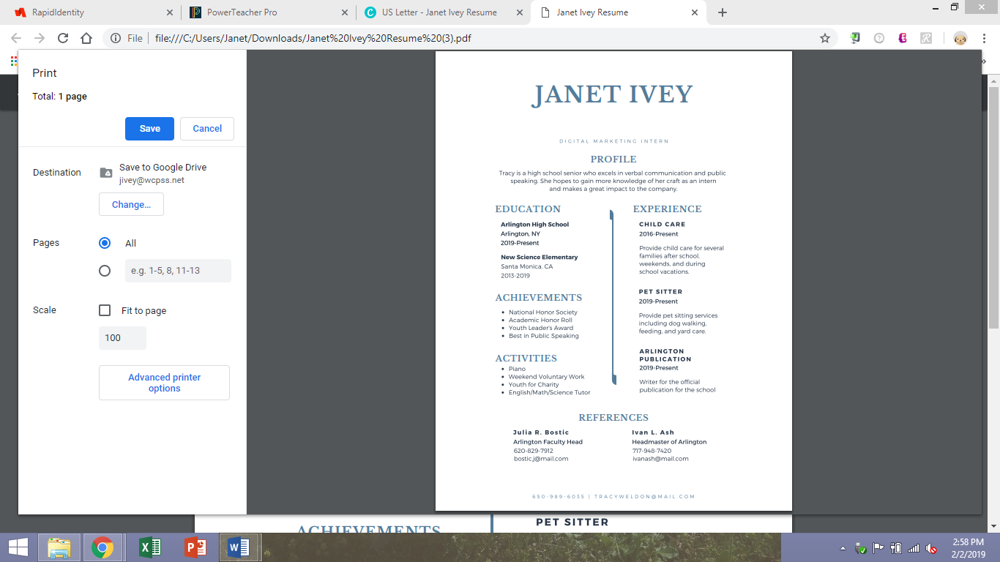 RapidIdentity
PowerTeacher Pro
US Letter - Janet Ivey Resume
Janet Ivey Resume
File
file:///C:/Users/Janet/Downloads/Janet%20Ivey%20Resume%20(3).pdf
Print
Total: 1 page
Save
Cancel
Destination
Save to Google Drive
jivey@wcpss.net
Change...
Pages
All
e.g. 1-5, 8, 11-13
Scale
Fit to page
100
Advanced printer
options
JANET IVEY
DIGITAL MARKETING INTERN
PROFILE
Tracy is a high school senior who excels in verbal communication and public
speaking. She hopes to gain more knowledge of her craft as an intern
and makes a great impact to the company.
EDUCATION
Arlington High School
Arlington, NY
2019-Present
New Science Elementary
Santa Monica. CA
2013-2019
ACHIEVEMENTS
• National Honor Society
• Academic Honor Roll
• Youth Leader's Award
• Best in Public Speaking
ACTIVITIES
• Piano
• Weekend Voluntary Work
• Youth for Charity
• English/Math/Science Tutor
EXPERIENCE
CHILD CARE
2016-Present
Provide child care for several
families after school,
weekends, and during
school vacations.
PET SITTER
2019-Present
Provide pet sitting services
including dog walking,
feeding, and yard care.
ARLINGTON
PUBLICATION
2019-Present
Writer for the official
publication for the school
REFERENCES
Julia R. Bostic
Arlington Faculty Head
620-829-7912
bostic.j@mail.com
Ivan L. Ash
Headmaster of Arlington
717-948-7420
ivanash@mail.com
650-989-6035 | TRACYWELDON@MAIL.COM
ACHIEVEMENTS
PET SITTER
2:58 PM
2/2/2019